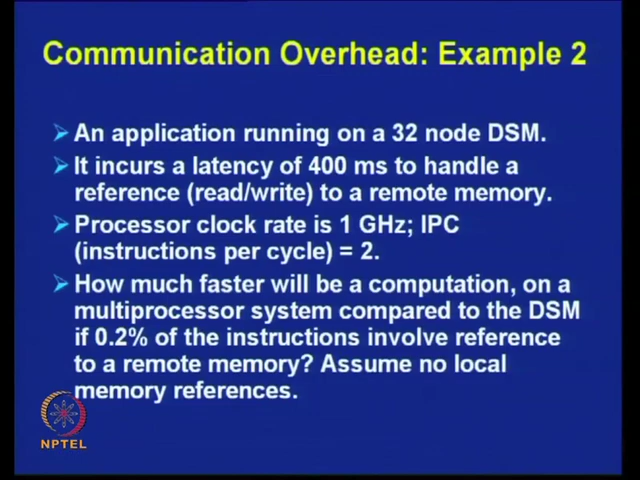 Communication Overhead: Example 2
An application running on a 32 node DSM.
It incurs a latency of 400 ms to handle a
reference (read/write) to a remote memory.
Processor clock rate is 1 GHz; IPC
(instructions per cycle) = 2.
How much faster will be a computation, on a
multiprocessor system compared to the DSM
if 0.2% of the instructions involve reference
to a remote memory? Assume no local
memory references.
NPTEL